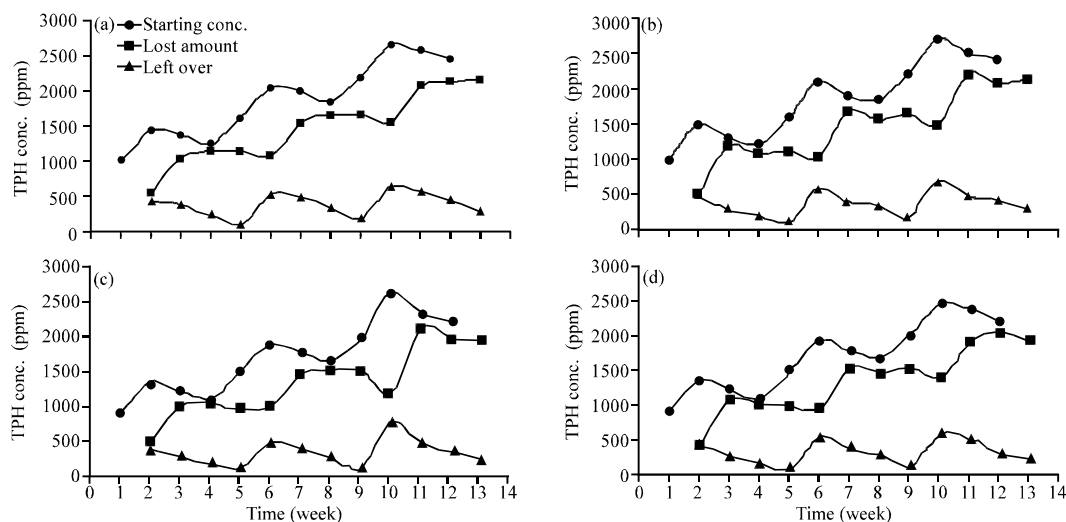 (a)
Starting conc.
Lost amount
Left over
TPH conc. (ppm)
3000
2500
2000
1500
1000
500
0
(b)
TPH conc. (ppm)
3000
2500
2000
1500
1000
500
0
(c)
TPH conc. (ppm)
3000
2500
2000
1500
1000
500
0
0 1 2 3 4 5 6 7 8 9 10 11 12 13 14
Time (week)
(d)
TPH conc. (ppm)
3000
2500
2000
1500
1000
500
0
0 1 2 3 4 5 6 7 8 9 10 11 12 13 14
Time (week)